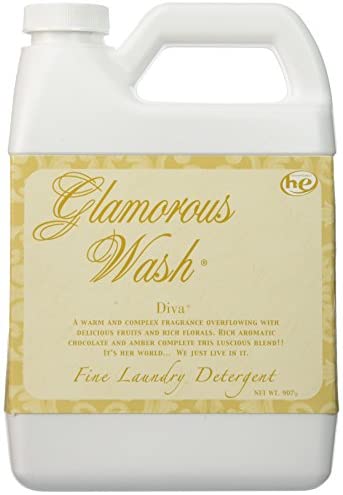 he
Glamorous
Wash®
Diva®
A WARM AND COMPLEX FRAGRANCE OVERFLOWING WITH
DELICIOUS FRUITS AND RICH FLORALS. RICH AROMATIC
CHOCOLATE AND AMBER COMPLETE THIS LUSCIOUS BLEND!!
IT'S HER WORLD... WE JUST LIVE IN IT.
Fine Laundry Detergent
NET WT. 907g